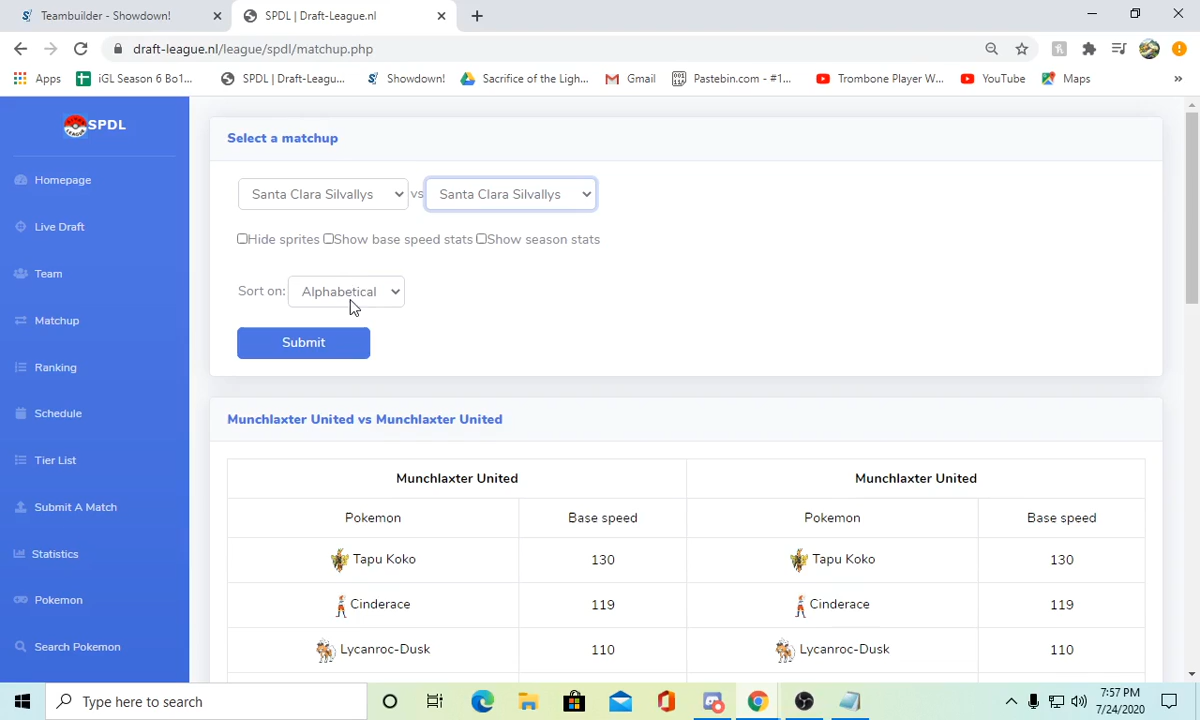 Teambuilder - Showdown!
SPDL | Draft-League.nl
draft-league.nl/league/spdl/matchup.php
Apps
iGL Season 6 Bo1...
SPDL | Draft-Leagu...
Showdown!
Sacrifice of the Ligh...
Gmail
Pastebin.com - #1...
Trombone Player W...
YouTube
Maps
»
SPDL
Homepage
Live Draft
Team
Matchup
Ranking
Schedule
Tier List
Submit A Match
Statistics
Pokemon
Search Pokemon
Select a matchup
Santa Clara Silvallys vs Santa Clara Silvallys
Hide sprites Show base speed stats Show season stats
Sort on: Alphabetical
Submit
Munchlaxter United vs Munchlaxter United
Munchlaxter United Munchlaxter United
Pokemon Base speed Pokemon Base speed
Tapu Koko 130 Tapu Koko 130
Cinderace 119 Cinderace 119
Lycanroc-Dusk 110 Lycanroc-Dusk 110
Type here to search
7:57 PM
7/24/2020